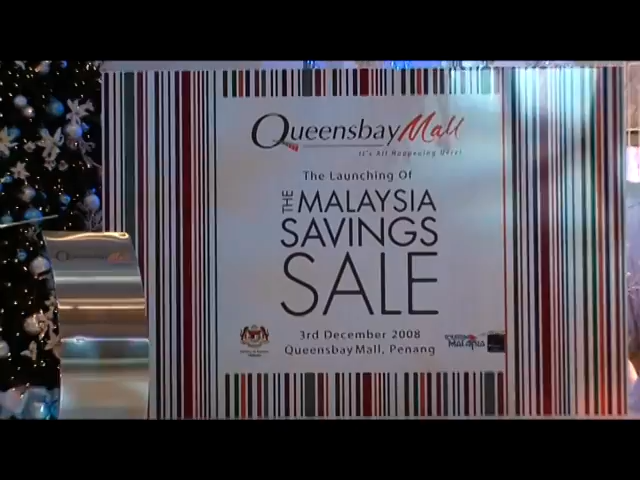 QueensbayMall
It's All Happening Here!
The Launching Of
THE MALAYSIA
SAVINGS
SALE
3rd December 2008
Queensbay Mall, Penang
Malaysia